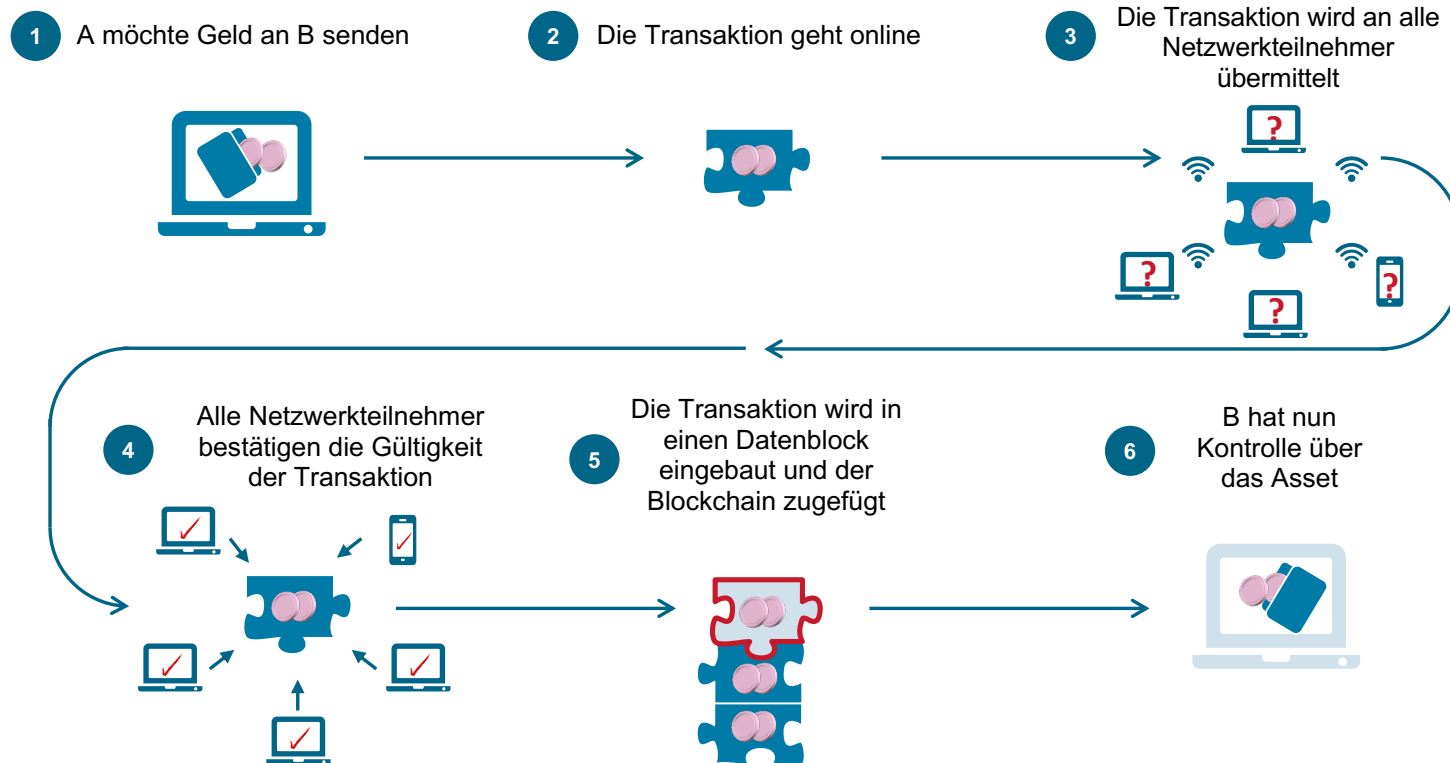 1 A möchte Geld an B senden
2 Die Transaktion geht online
3 Die Transaktion wird an alle
Netzwerkteilnehmer
übermittelt
?
?
?
?
4 Alle Netzwerkteilnehmer
bestätigen die Gültigkeit
der Transaktion
5 Die Transaktion wird in
einen Datenblock
eingebaut und der
Blockchain zugefügt
6 B hat nun
Kontrolle über
das Asset